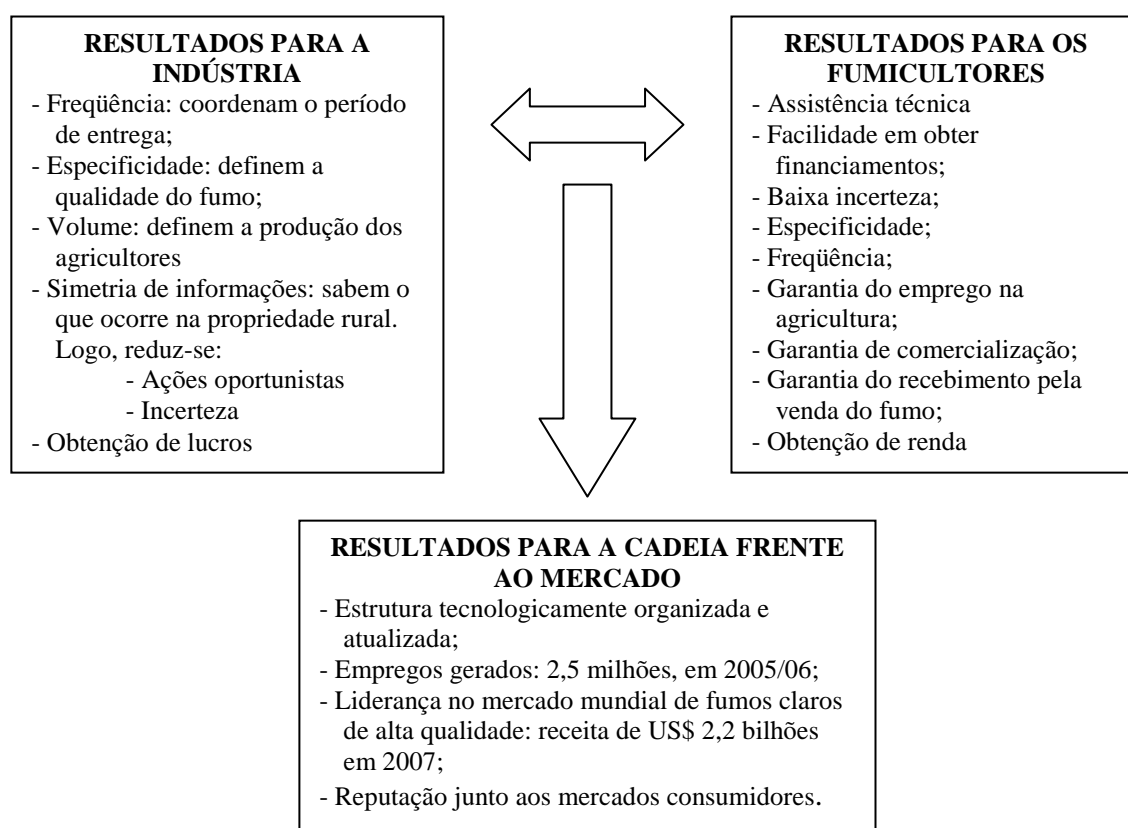 RESULTADOS PARA A
INDÚSTRIA
- Freqüência: coordenam o período
de entrega;
- Especificidade: definem a
qualidade do fumo;
- Volume: definem a produção dos
agricultores
- Simetria de informações: sabem o
que ocorre na propriedade rural.
Logo, reduz-se:
- Ações oportunistas
- Incerteza
- Obtenção de lucros
RESULTADOS PARA OS
FUMICULTORES
- Assistência técnica
- Facilidade em obter
financiamentos;
- Baixa incerteza;
- Especificidade;
- Freqüência;
- Garantia do emprego na
agricultura;
- Garantia de comercialização;
- Garantia do recebimento pela
venda do fumo;
- Obtenção de renda
RESULTADOS PARA A CADEIA FRENTE
AO MERCADO
- Estrutura tecnologicamente organizada e
atualizada;
- Empregos gerados: 2,5 milhões, em 2005/06;
- Liderança no mercado mundial de fumos claros
de alta qualidade: receita de US$ 2,2 bilhões
em 2007;
- Reputação junto aos mercados consumidores.